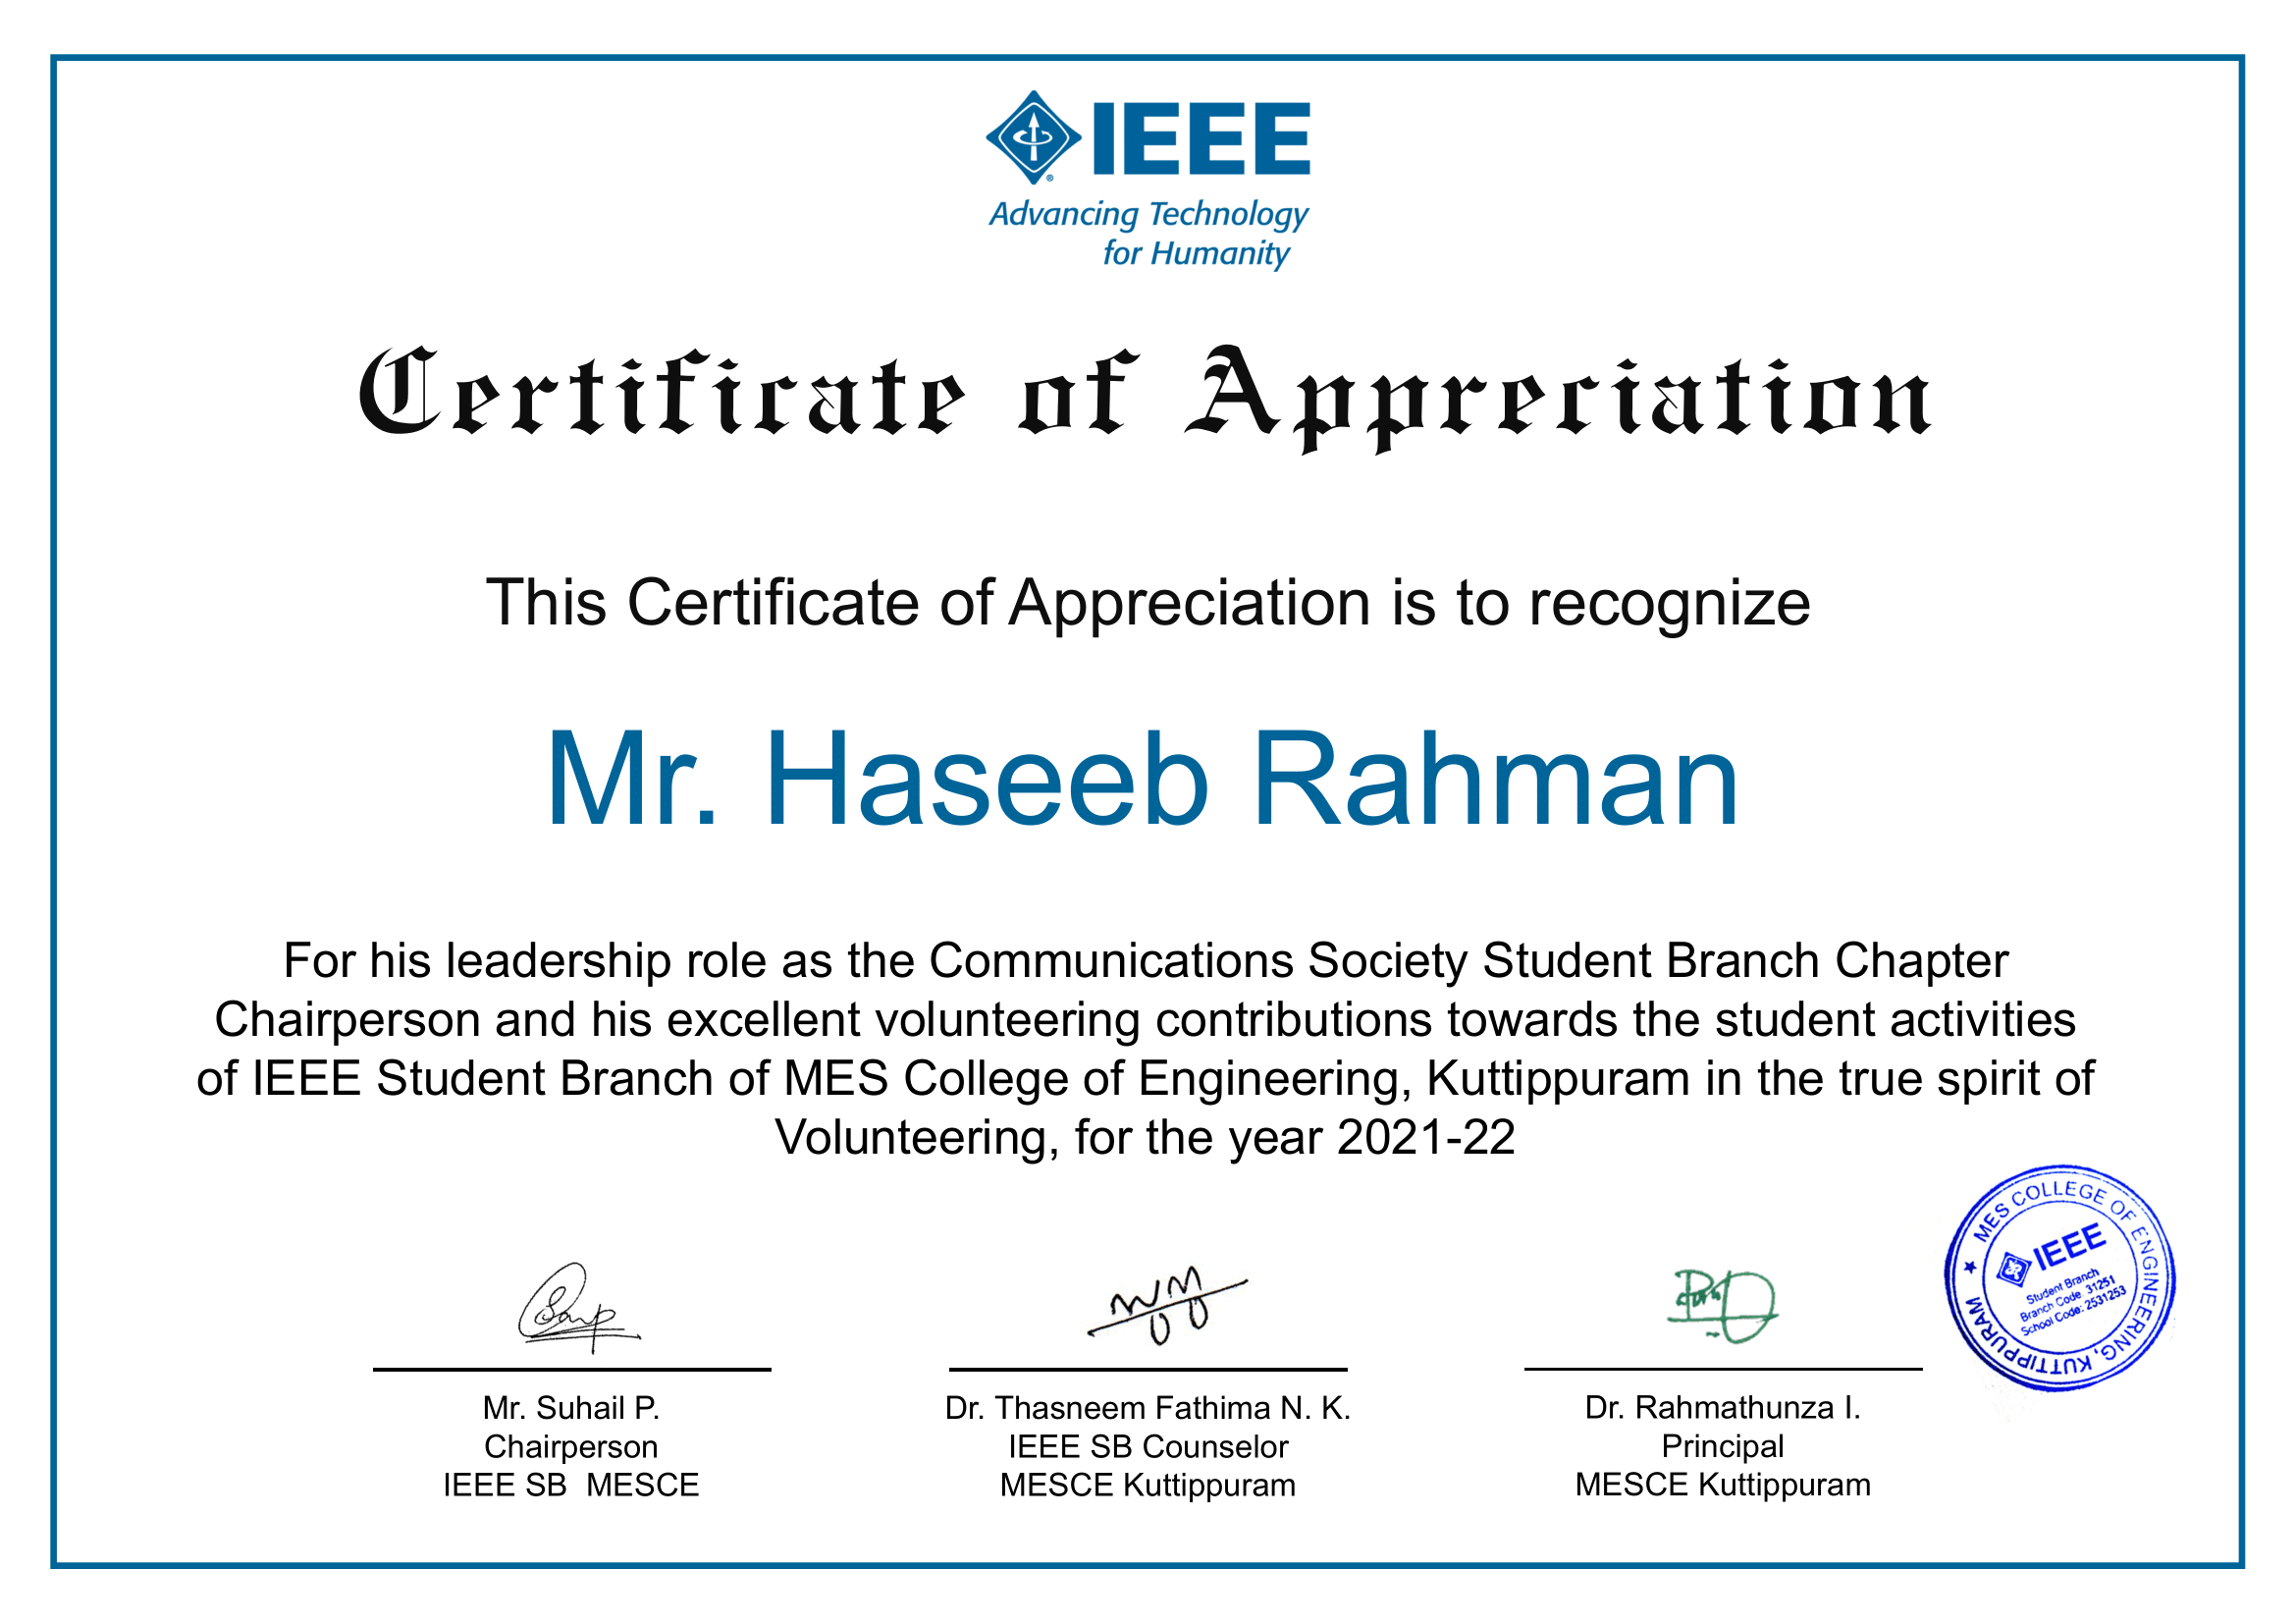 IEEE
Advancing Technology
for Humanity
Certificate of Appreciation
This Certificate of Appreciation is to recognize
Mr. Haseeb Rahman
For his leadership role as the Communications Society Student Branch Chapter
Chairperson and his excellent volunteering contributions towards the student activities
of IEEE Student Branch of MES College of Engineering, Kuttippuram in the true spirit of
Volunteering, for the year 2021-22
MES COLLEGE OF ENGINEERING, KUTTIPPURAM ★
IEEE
Student Branch
Branch Code 31251
School Code: 2531253
Mr. Suhail P.
Chairperson
IEEE SB MESCE
Dr. Thasneem Fathima N. K.
IEEE SB Counselor
MESCE Kuttippuram
Dr. Rahmathunza I.
Principal
MESCE Kuttippuram